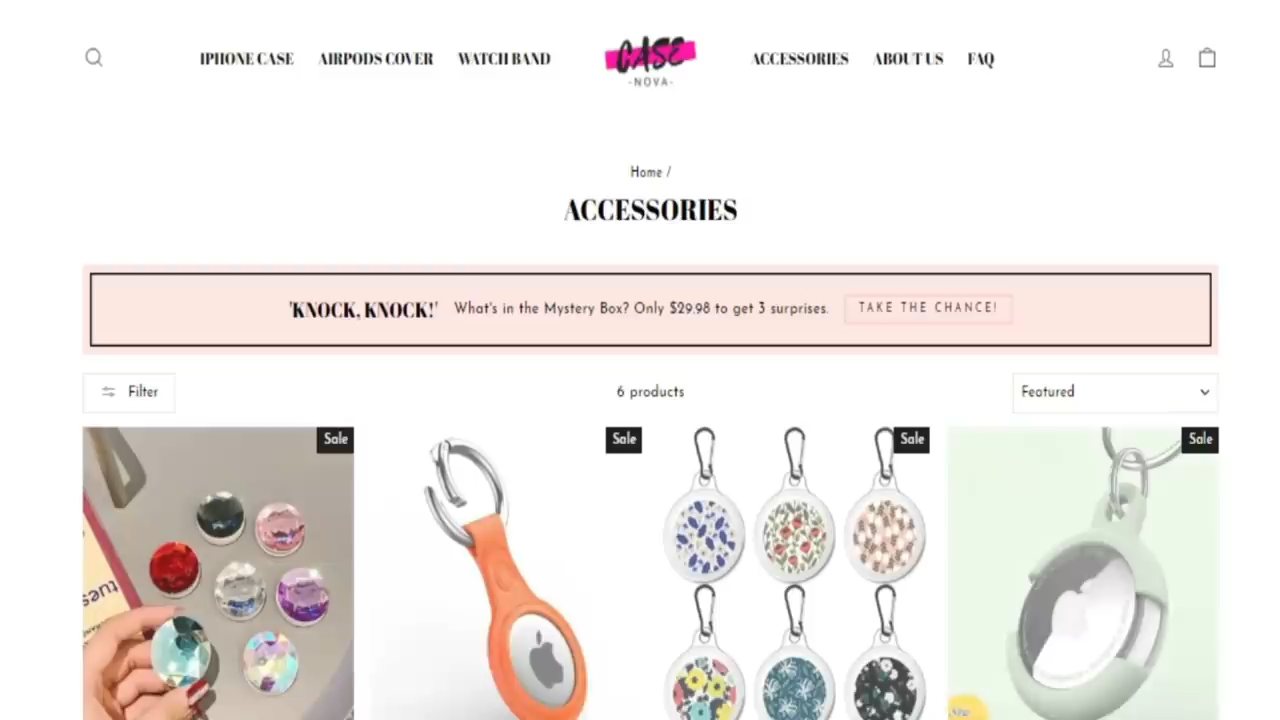 IPHONE CASE AIRPODS COVER WATCH BAND CASE ACCESSORIES ABOUT US FAQ
-NOVA-
Home /
ACCESSORIES
'KNOCK, KNOCK!' What's in the Mystery Box? Only $29.98 to get 3 surprises. TAKE THE CHANCE!
Filter 6 products Featured
Sale Sale Sale Sale
tues